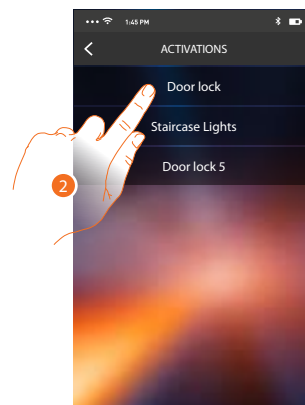 1:45 PM
ACTIVATIONS
Door lock
Staircase Lights
Door lock 5
2